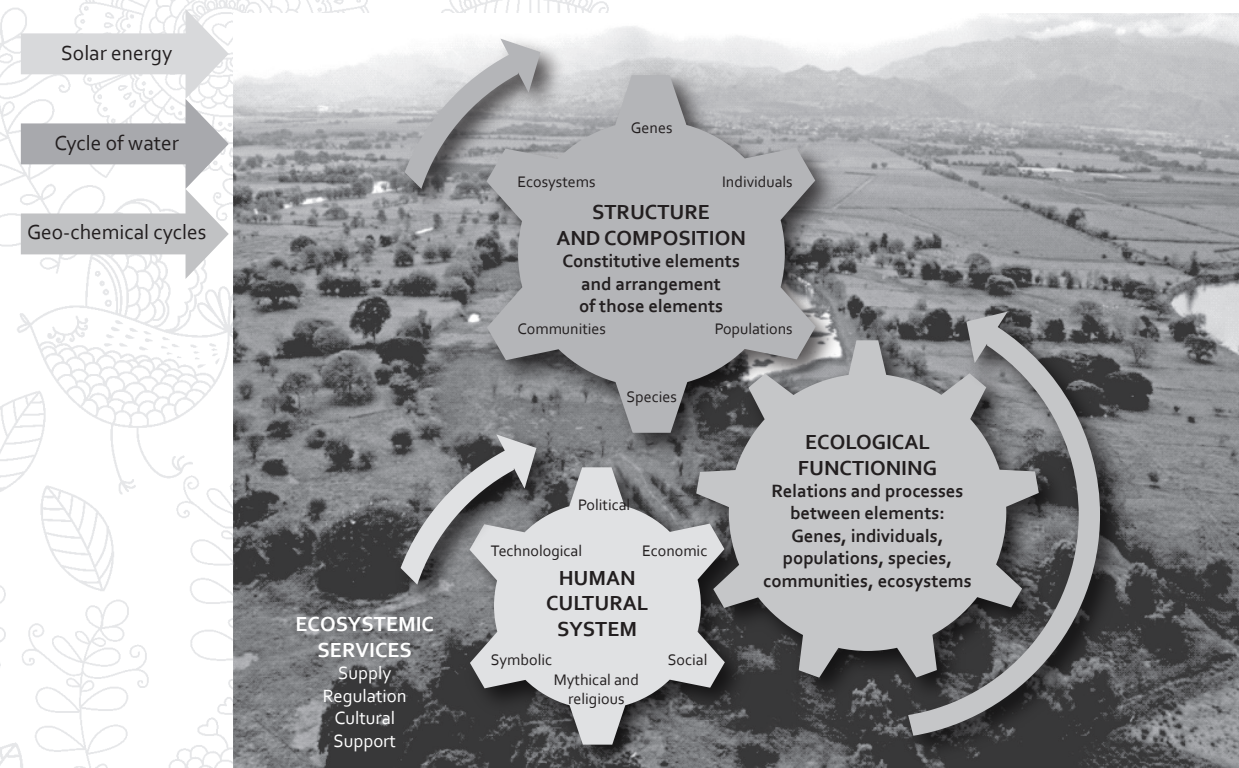 Solar energy
Cycle of water
Geo-chemical cycles
Genes
Ecosystems
Individuals
STRUCTURE
AND COMPOSITION
Constitutive elements
and arrangement
of those elements
Communities
Populations
Species
ECOLOGICAL
FUNCTIONING
Relations and processes
between elements:
Genes, individuals,
populations, species,
communities, ecosystems
Political
Technological
Economic
HUMAN
CULTURAL
SYSTEM
Symbolic
Social
Mythical and
religious
ECOSYSTEMIC
SERVICES
Supply
Regulation
Cultural
Support